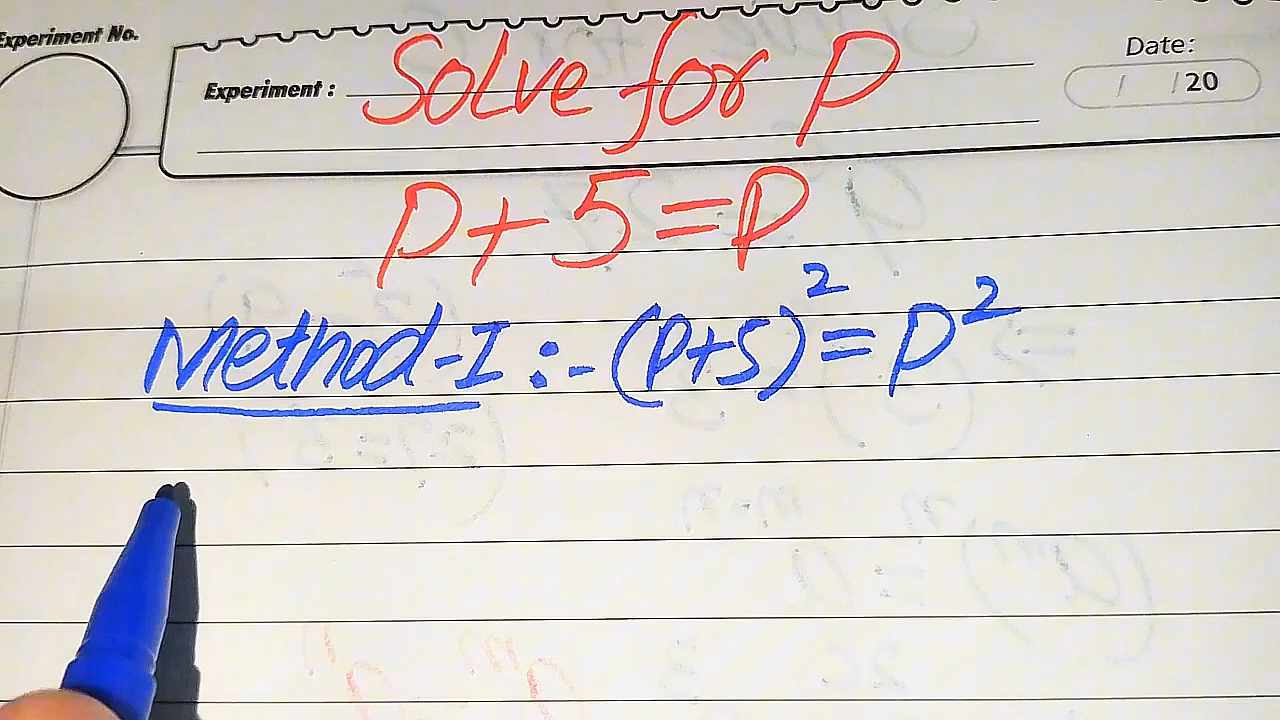 Experiment No.
Date:
Experiment :
Solve for P
/ /20
P+5=P
Method-I :- (P+5)²=P²